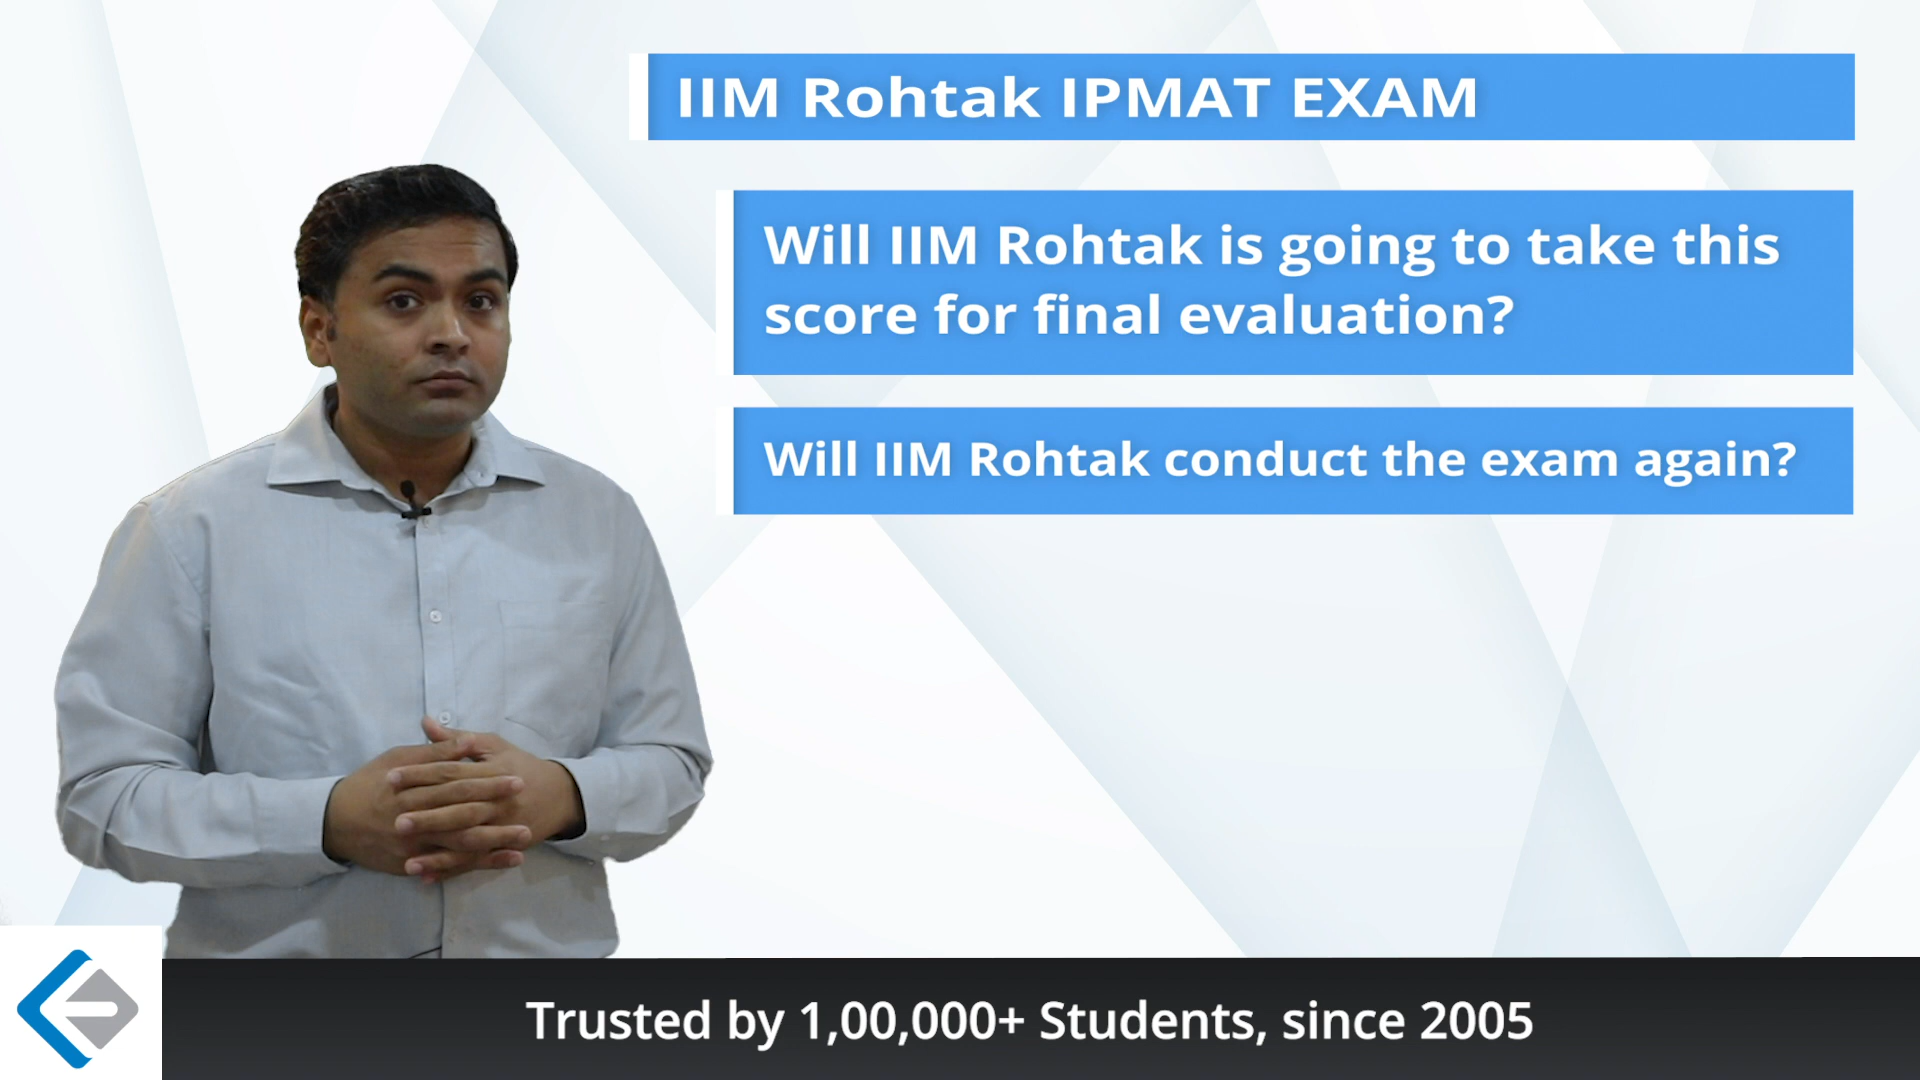 IIM Rohtak IPMAT EXAM
Will IIM Rohtak is going to take this
score for final evaluation?
Will IIM Rohtak conduct the exam again?
Trusted by 1,00,000+ Students, since 2005